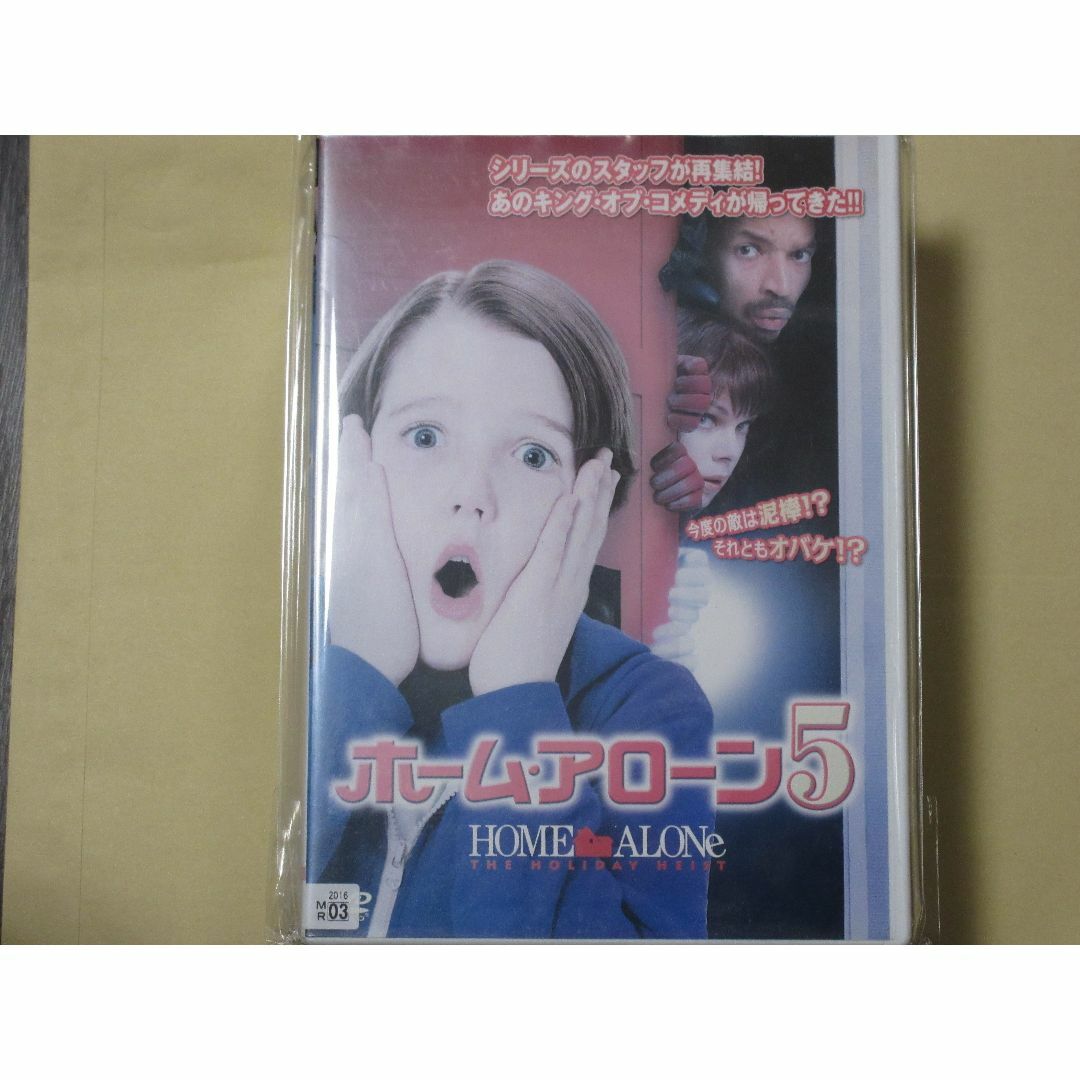 シリーズのスタッフが再集結!
あのキング・オブ・コメディが帰ってきた!!
今度の敵は泥棒!?
それともオバケ!?
ホーム・アローン5
HOME ALONe
THE HOLIDAY HEIST
2016
MR 03